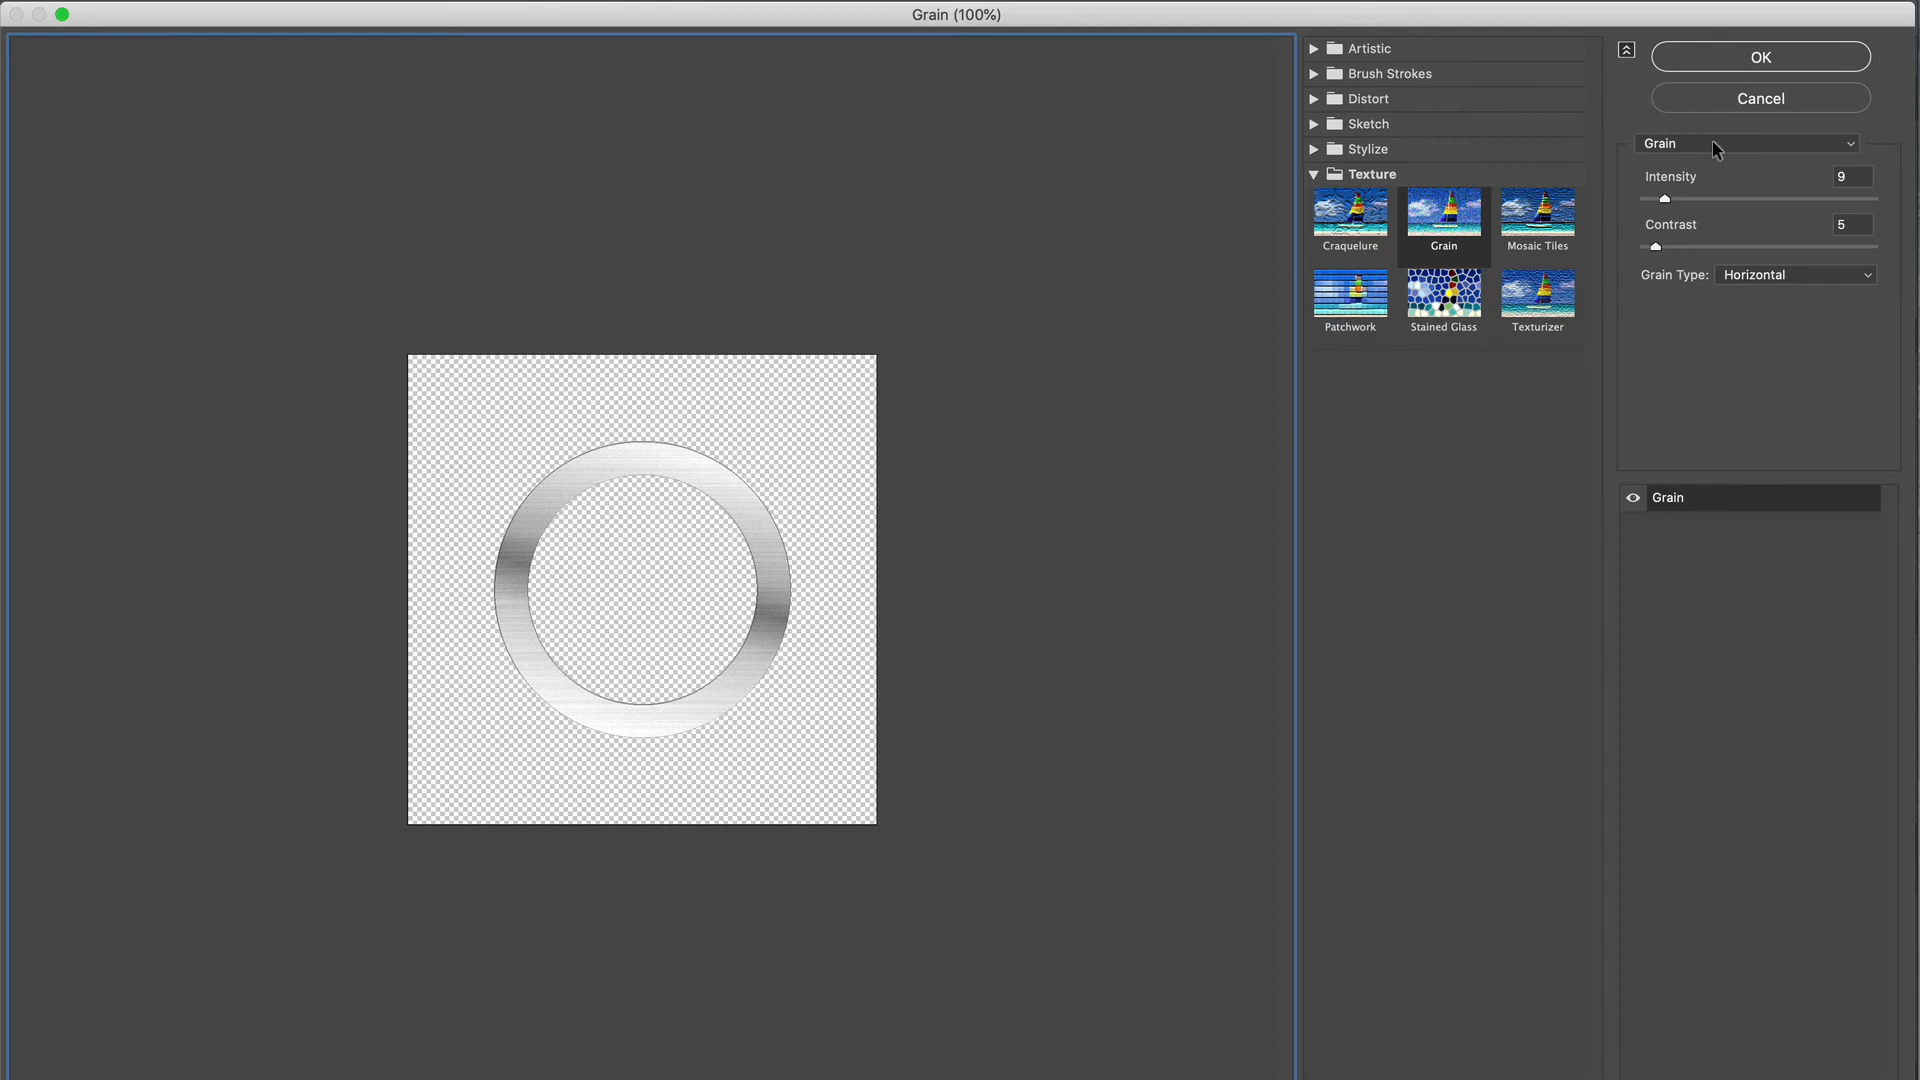 Grain (100%)
Artistic
Brush Strokes
Distort
Sketch
Stylize
Texture
Craquelure
Grain
Mosaic Tiles
Patchwork
Stained Glass
Texturizer
OK
Cancel
Grain
Intensity 9
Contrast 5
Grain Type: Horizontal
Grain